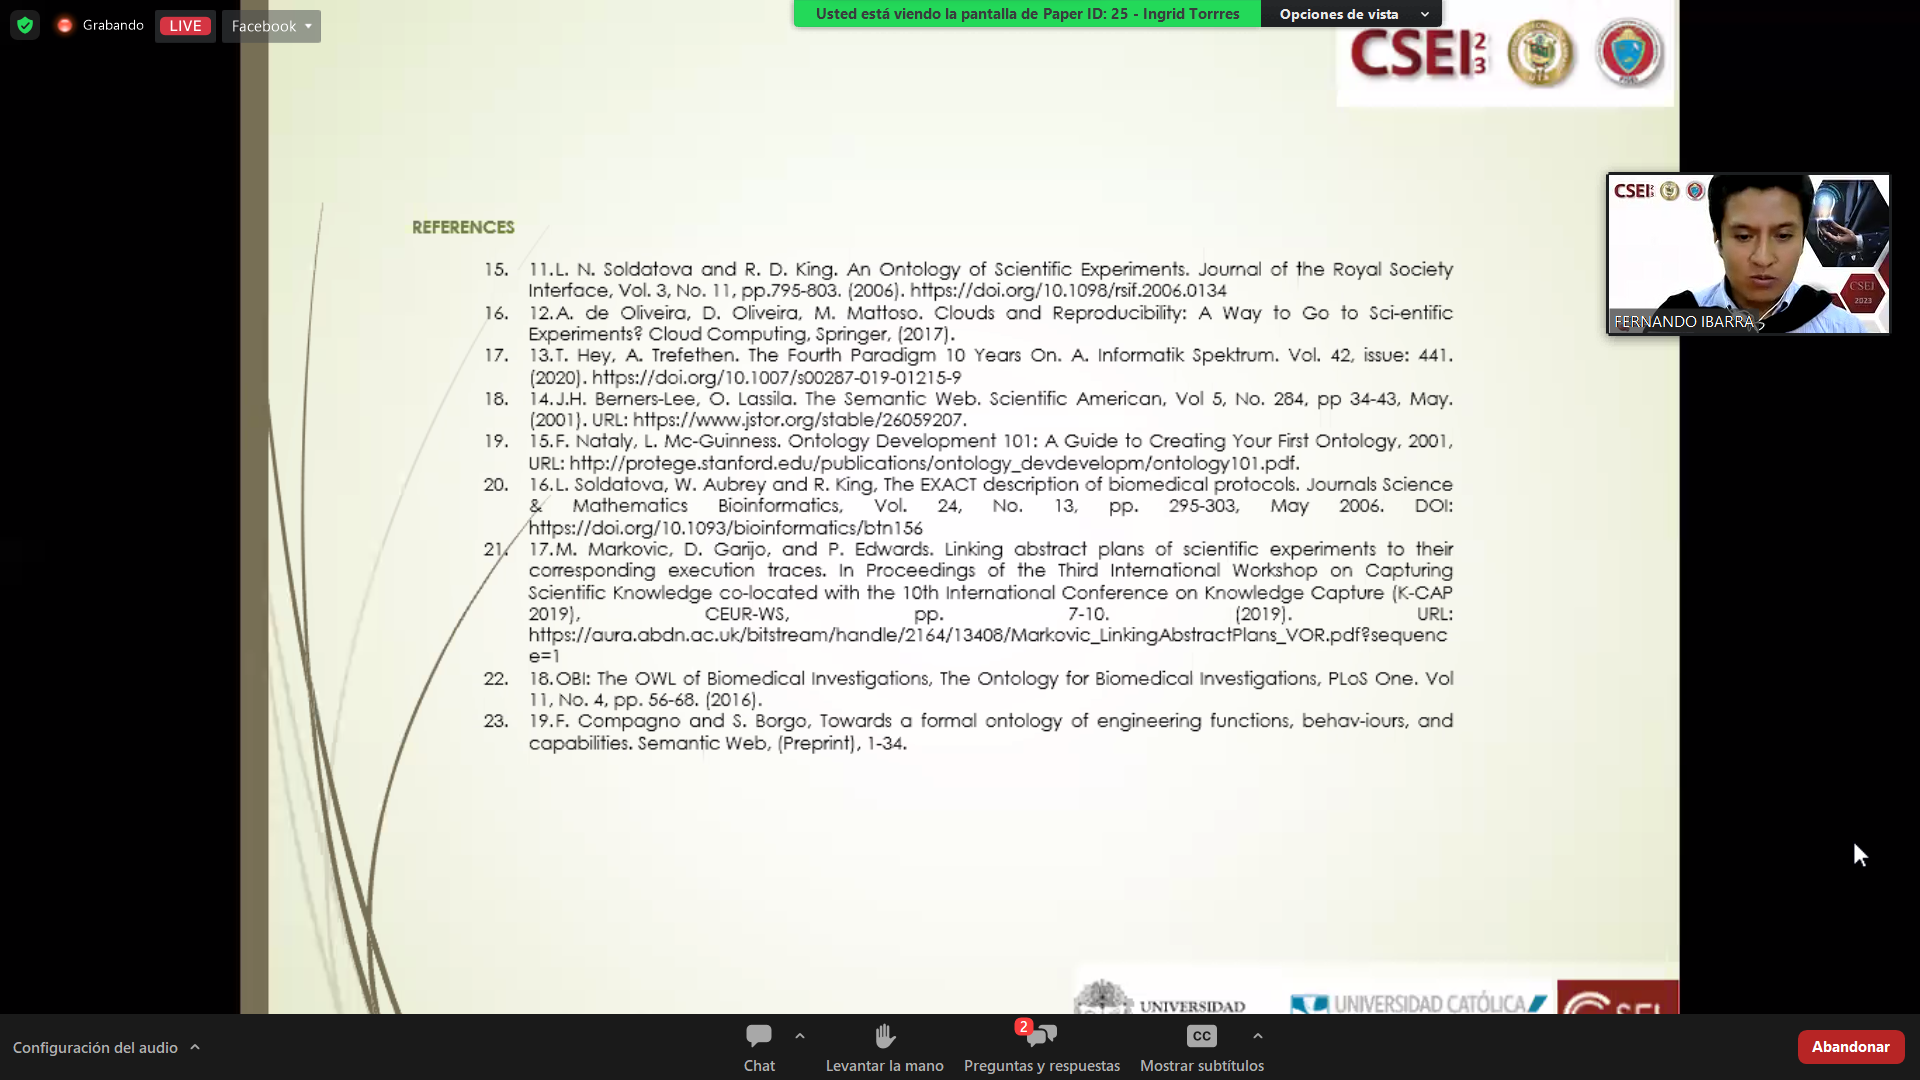 Grabando
LIVE
Facebook
Usted está viendo la pantalla de Paper ID: 25 - Ingrid Torrres
Opciones de vista
CSEI 23
CSEI 23
CSEI
2023
FERNANDO IBARRA
REFERENCES
15. 11.L. N. Soldatova and R. D. King. An Ontology of Scientific Experiments. Journal of the Royal Society
Interface, Vol. 3, No. 11, pp.795-803. (2006). https://doi.org/10.1098/rsif.2006.0134
16. 12.A. de Oliveira, D. Oliveira, M. Mattoso. Clouds and Reproducibility: A Way to Go to Sci-entific
Experiments? Cloud Computing, Springer, (2017).
17. 13.T. Hey, A. Trefethen. The Fourth Paradigm 10 Years On. A. Informatik Spektrum. Vol. 42, issue: 441.
(2020). https://doi.org/10.1007/s00287-019-01215-9
18. 14.J.H. Berners-Lee, O. Lassila. The Semantic Web. Scientific American, Vol 5, No. 284, pp 34-43, May.
(2001). URL: https://www.jstor.org/stable/26059207.
19. 15.F. Nataly, L. Mc-Guinness. Ontology Development 101: A Guide to Creating Your First Ontology, 2001,
URL: http://protege.stanford.edu/publications/ontology_devdevelopm/ontology101.pdf.
20. 16.L. Soldatova, W. Aubrey and R. King, The EXACT description of biomedical protocols. Journals Science
& Mathematics Bioinformatics, Vol. 24, No. 13, pp. 295-303, May 2006. DOI:
https://doi.org/10.1093/bioinformatics/btn156
21. 17.M. Markovic, D. Garijo, and P. Edwards. Linking abstract plans of scientific experiments to their
corresponding execution traces. In Proceedings of the Third International Workshop on Capturing
Scientific Knowledge co-located with the 10th International Conference on Knowledge Capture (K-CAP
2019), CEUR-WS, pp. 7-10. (2019). URL:
https://aura.abdn.ac.uk/bitstream/handle/2164/13408/Markovic_LinkingAbstractPlans_VOR.pdf?sequenc
e=1
22. 18.OBI: The OWL of Biomedical Investigations, The Ontology for Biomedical Investigations, PLoS One. Vol
11, No. 4, pp. 56-68. (2016).
23. 19.F. Compagno and S. Borgo, Towards a formal ontology of engineering functions, behav-iours, and
capabilities. Semantic Web, (Preprint), 1-34.
UNIVERSIDAD
UNIVERSIDAD CATÓLICA
CSEI
Configuración del audio
Chat
Levantar la mano
2
Preguntas y respuestas
CC
Mostrar subtítulos
Abandonar